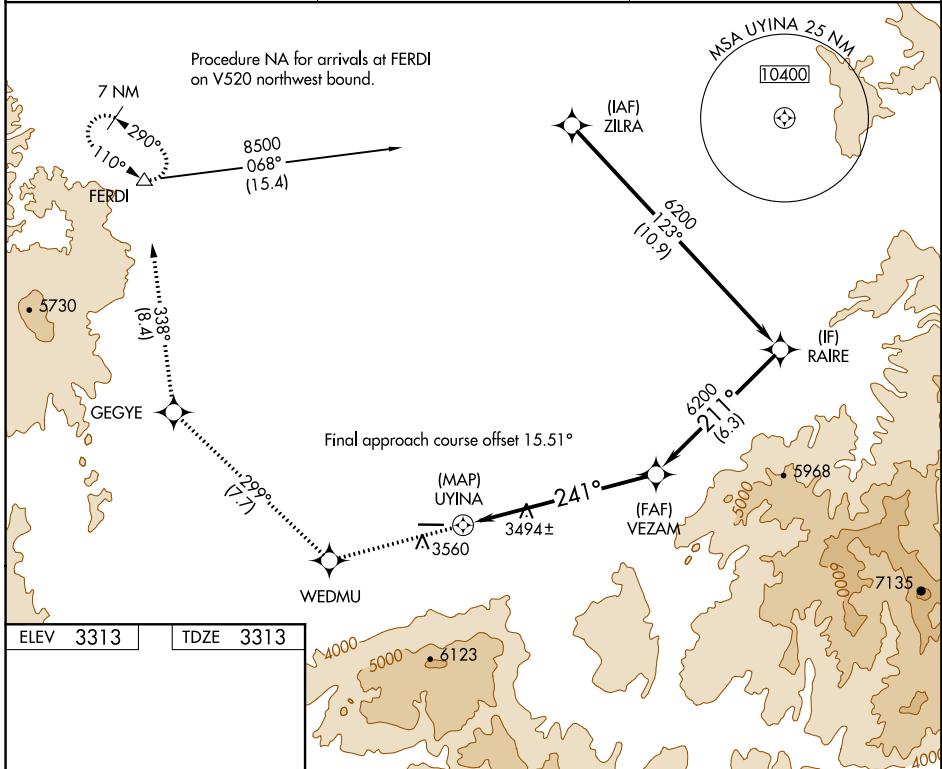 Procedure NA for arrivals at FERDI
on V520 northwest bound.
MSA UYINA 25 NM
10400
7 NM
290°
110°
FERDI
8500
068°
(15.4)
(IAF)
ZILRA
6200
123°
(10.9)
5730
338°
(8.4)
(IF)
RAIRE
GEGYE
6200
211°
(6.3)
Final approach course offset 15.51°
299°
(7.7)
(MAP)
UYINA
241°
5968
5000
(FAF)
VEZAM
3494±
3560
6000
7135
WEDMU
ELEV 3313
TDZE 3313
4000
5000
6123
4000